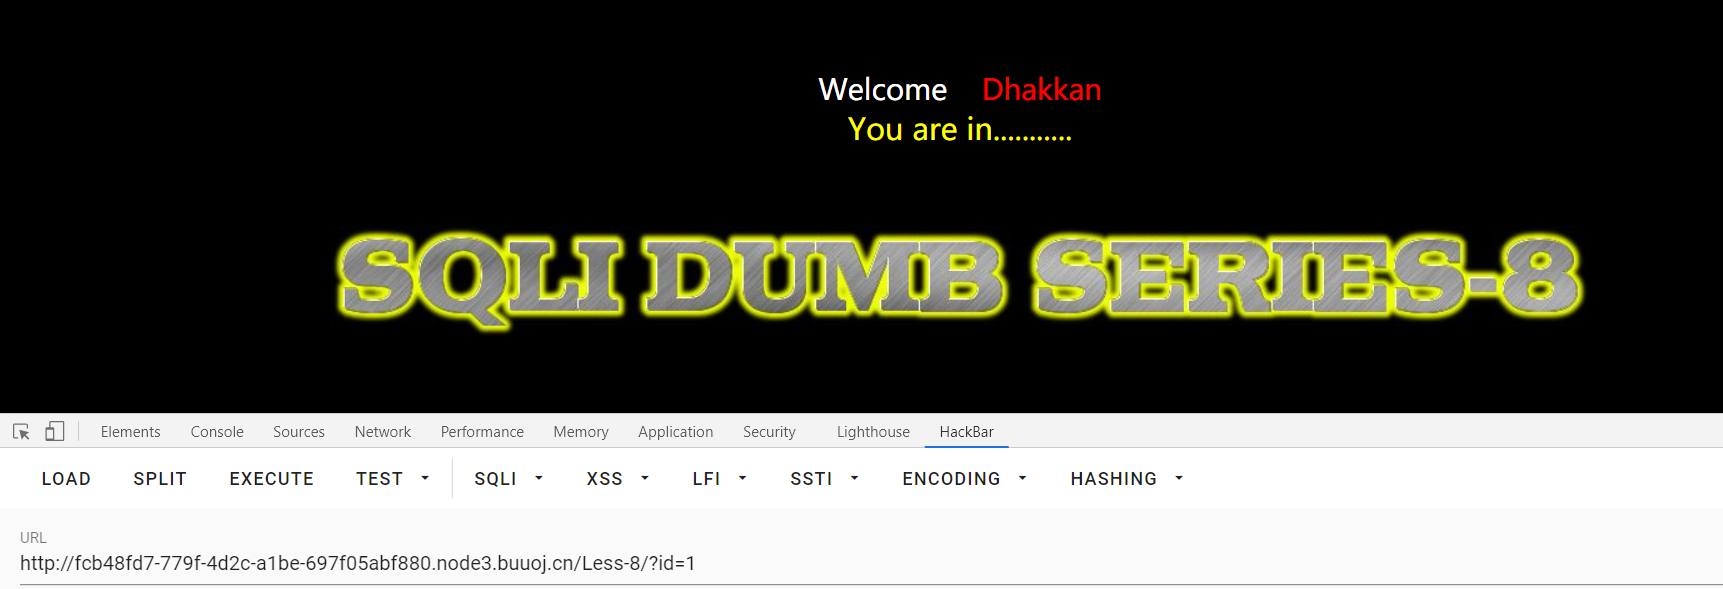 Welcome Dhakkan
You are in...........
SQLI DUMB SERIES-8
Elements Console Sources Network Performance Memory Application Security Lighthouse HackBar
LOAD SPLIT EXECUTE TEST SQLI XSS LFI SSTI ENCODING HASHING
URL
http://fcb48fd7-779f-4d2c-a1be-697f05abf880.node3.buuoj.cn/Less-8/?id=1